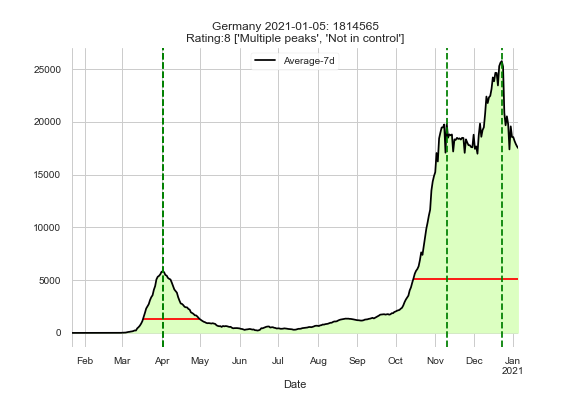 Germany 2021-01-05: 1814565
Rating:8 ['Multiple peaks', 'Not in control']
Average-7d
25000
20000
15000
10000
5000
0
Feb Mar Apr May Jun Jul Aug Sep Oct Nov Dec Jan
2021
Date